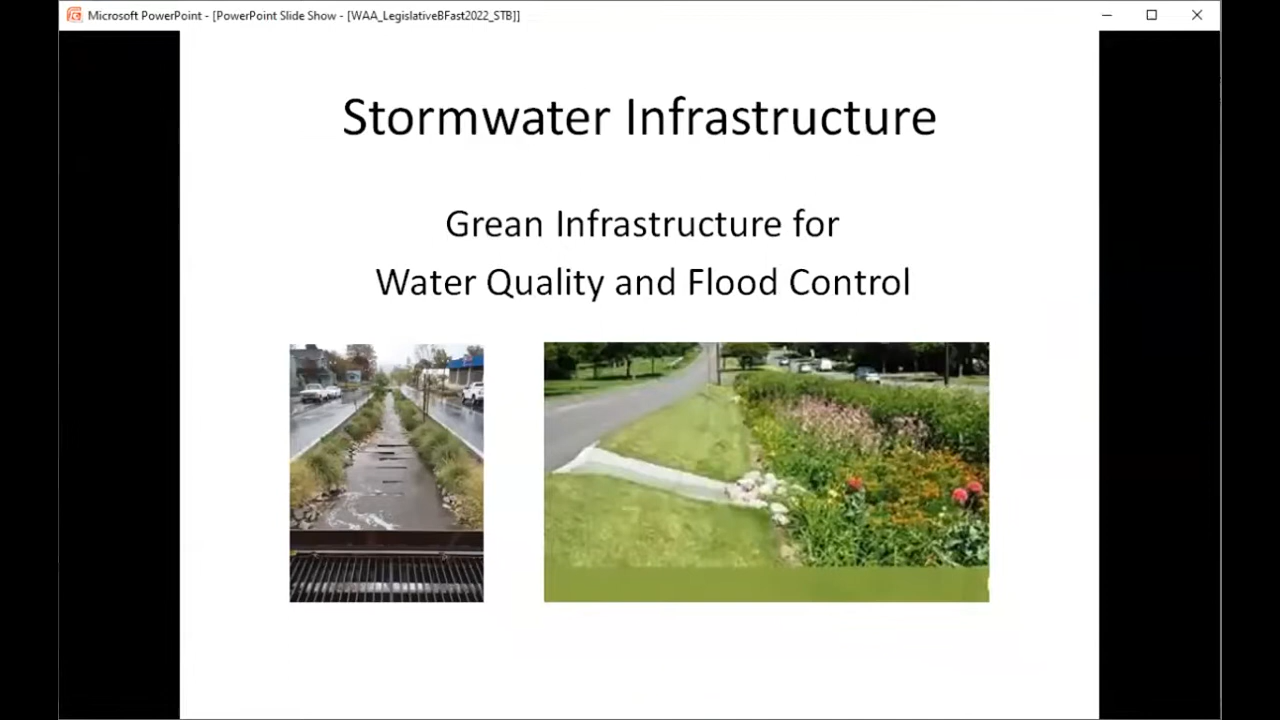 Microsoft PowerPoint - [PowerPoint Slide Show - [WAA_LegislativeBFast2022_STB]]
Stormwater Infrastructure
Grean Infrastructure for
Water Quality and Flood Control